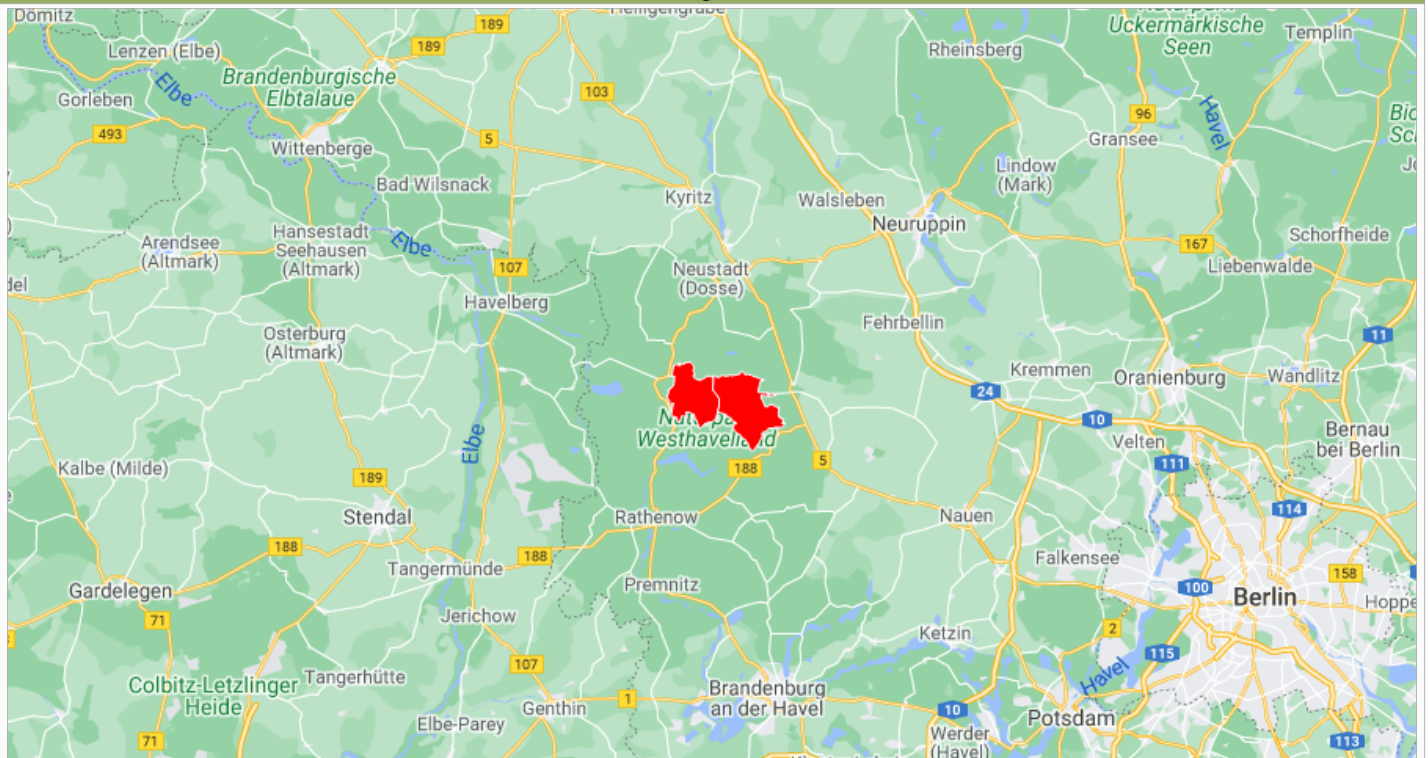 Dömitz
189
Heiligengrabe
Uckermärkische
Seen
Templin
Lenzen (Elbe)
189
Rheinsberg
Brandenburgische
Elbtalaue
Elbe
Gorleben
103
Havel
96
493
5
Gransee
Wittenberge
Lindow
(Mark)
Bad Wilsnack
Kyritz
Walsleben
Neuruppin
Hansestadt
Seehausen
(Altmark)
Arendsee
(Altmark)
Elbe
167
Schorfheide
107
Neustadt
(Dosse)
Liebenwalde
Havelberg
Osterburg
(Altmark)
Fehrbellin
11
Kremmen
Oranienburg
Wandlitz
24
10
Westhavelland
Elbe
Velten
Bernau
bei Berlin
Kalbe (Milde)
188
5
111
189
Stendal
Rathenow
Nauen
114
188
188
Tangermünde
Falkensee
Premnitz
Gardelegen
100
158
Berlin
Hoppe
71
Jerichow
2
Ketzin
115
107
Havel
Tangerhütte
Colbitz-Letzlinger
Heide
Brandenburg
an der Havel
Genthin
1
10
Potsdam
Elbe-Parey
Werder
(Havel)
71
113